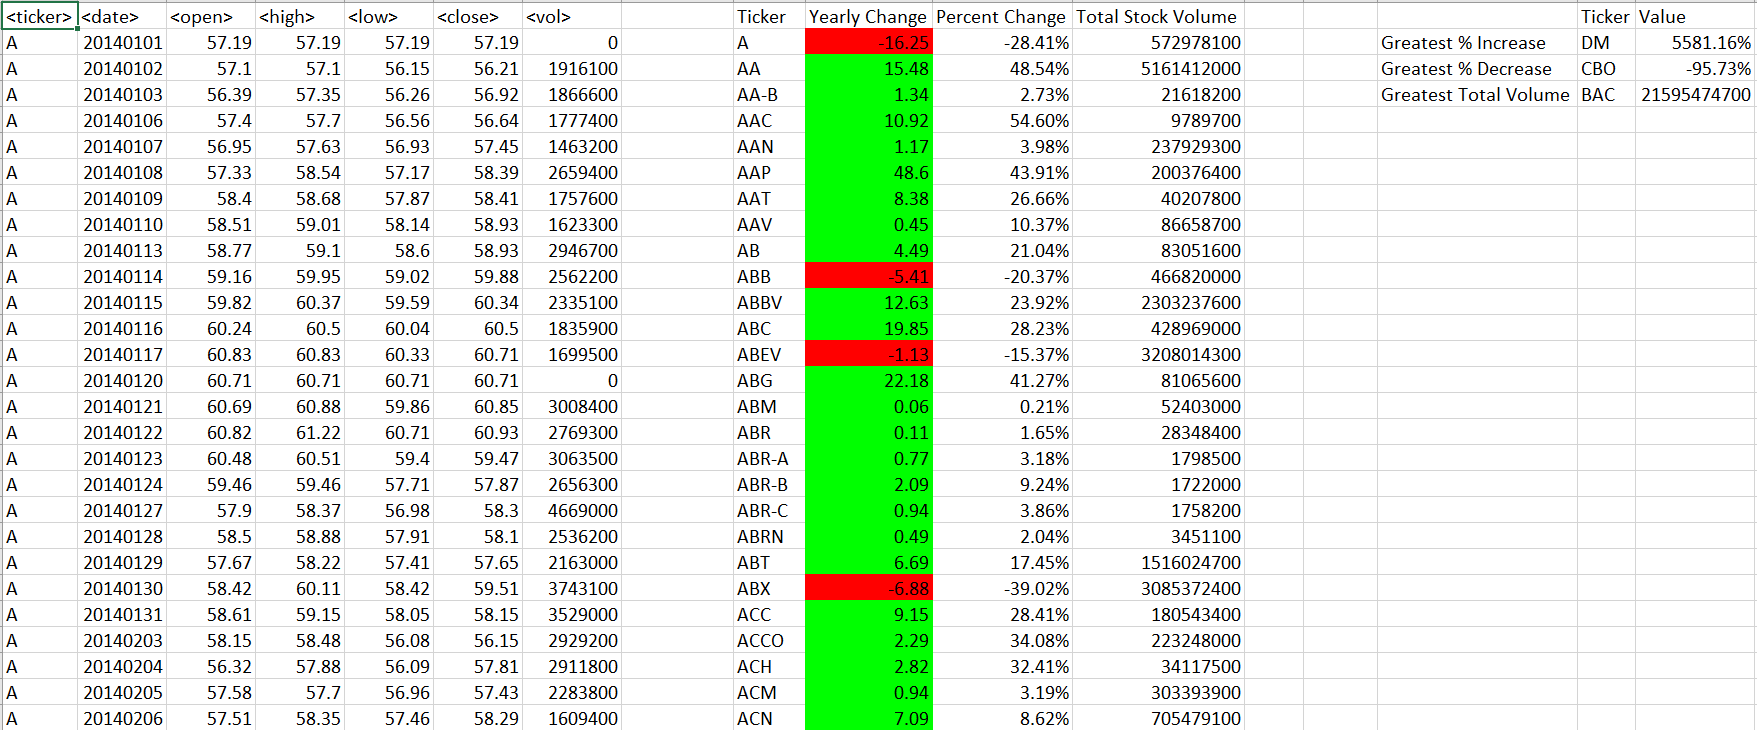 <ticker> <date> <open> <high> <low> <close> <vol> Ticker Yearly Change Percent Change Total Stock Volume Ticker Value
A 20140101 57.19 57.19 57.19 57.19 0 A -16.25 -28.41% 572978100 Greatest % Increase DM 5581.16%
A 20140102 57.1 57.1 56.15 56.21 1916100 AA 15.48 48.54% 5161412000 Greatest % Decrease CBO -95.73%
A 20140103 56.39 57.35 56.26 56.92 1866600 AA-B 1.34 2.73% 21618200 Greatest Total Volume BAC 21595474700
A 20140106 57.4 57.7 56.56 56.64 1777400 AAC 10.92 54.60% 9789700
A 20140107 56.95 57.63 56.93 57.45 1463200 AAN 1.17 3.98% 237929300
A 20140108 57.33 58.54 57.17 58.39 2659400 AAP 48.6 43.91% 200376400
A 20140109 58.4 58.68 57.87 58.41 1757600 AAT 8.38 26.66% 40207800
A 20140110 58.51 59.01 58.14 58.93 1623300 AAV 0.45 10.37% 86658700
A 20140113 58.77 59.1 58.6 58.93 2946700 AB 4.49 21.04% 83051600
A 20140114 59.16 59.95 59.02 59.88 2562200 ABB -5.41 -20.37% 466820000
A 20140115 59.82 60.37 59.59 60.34 2335100 ABBV 12.63 23.92% 2303237600
A 20140116 60.24 60.5 60.04 60.5 1835900 ABC 19.85 28.23% 428969000
A 20140117 60.83 60.83 60.33 60.71 1699500 ABEV -1.13 -15.37% 3208014300
A 20140120 60.71 60.71 60.71 60.71 0 ABG 22.18 41.27% 81065600
A 20140121 60.69 60.88 59.86 60.85 3008400 ABM 0.06 0.21% 52403000
A 20140122 60.82 61.22 60.71 60.93 2769300 ABR 0.11 1.65% 28348400
A 20140123 60.48 60.51 59.4 59.47 3063500 ABR-A 0.77 3.18% 1798500
A 20140124 59.46 59.46 57.71 57.87 2656300 ABR-B 2.09 9.24% 1722000
A 20140127 57.9 58.37 56.98 58.3 4669000 ABR-C 0.94 3.86% 1758200
A 20140128 58.5 58.88 57.91 58.1 2536200 ABRN 0.49 2.04% 3451100
A 20140129 57.67 58.22 57.41 57.65 2163000 ABT 6.69 17.45% 1516024700
A 20140130 58.42 60.11 58.42 59.51 3743100 ABX -6.88 -39.02% 3085372400
A 20140131 58.61 59.15 58.05 58.15 3529000 ACC 9.15 28.41% 180543400
A 20140203 58.15 58.48 56.08 56.15 2929200 ACCO 2.29 34.08% 223248000
A 20140204 56.32 57.88 56.09 57.81 2911800 ACH 2.82 32.41% 34117500
A 20140205 57.58 57.7 56.96 57.43 2283800 ACM 0.94 3.19% 303393900
A 20140206 57.51 58.35 57.46 58.29 1609400 ACN 7.09 8.62% 705479100